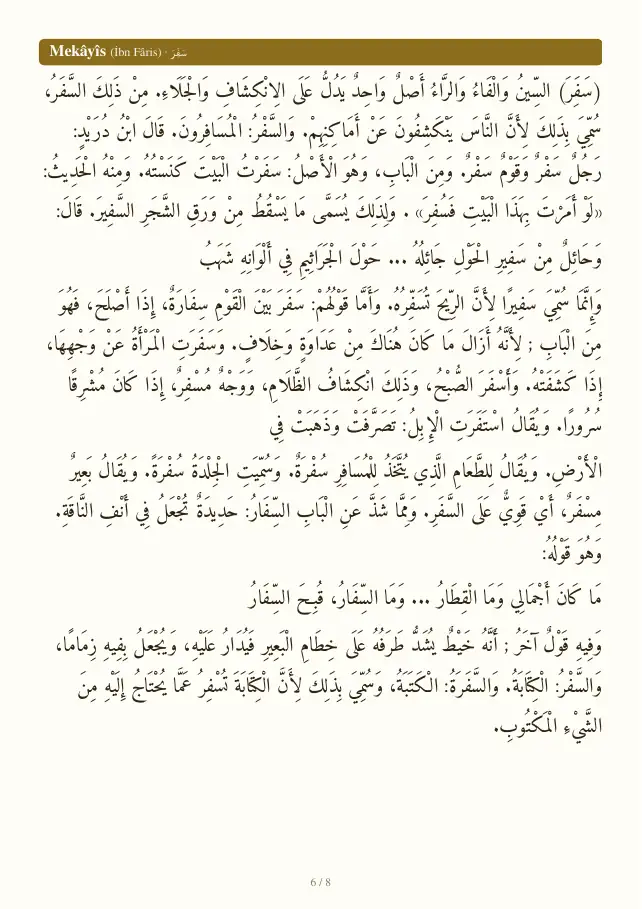 Mekâyîs (İbn Fâris) · سَفَرَ
(سَفَرَ) السِّينُ وَالْفَاءُ وَالرَّاءُ أَصْلٌ وَاحِدٌ يَدُلُّ عَلَى الِانْكِشَافِ وَالْجَلَاءِ. مِنْ ذَلِكَ السَّفَرُ،
سُمِّيَ بِذَلِكَ لِأَنَّ النَّاسَ يَنْكَشِفُونَ عَنْ أَمَاكِنِهِمْ. وَالسَّفْرُ: الْمُسَافِرُونَ. قَالَ ابْنُ دُرَيْدٍ:
رَجُلٌ سَفْرٌ وَقَوْمٌ سَفْرٌ. وَمِنَ الْبَابِ، وَهُوَ الْأَصْلُ: سَفَرْتُ الْبَيْتَ كَنَسْتُهُ. وَمِنْهُ الْحَدِيثُ:
«لَوْ أَمَرْتَ بِهَذَا الْبَيْتِ فَسُفِرَ» . وَلِذَلِكَ يُسَمَّى مَا يَسْقُطُ مِنْ وَرَقِ الشَّجَرِ السَّفِيرَ. قَالَ:
وَحَائِلٌ مِنْ سَفِيرِ الْحَوْلِ جَائِلُهُ ... حَوْلَ الْجَرَاثِيمِ فِي أَلْوَانِهِ شَهَبُ
وَإِنَّمَا سُمِّيَ سَفِيرًا لِأَنَّ الرِّيحَ تُسَفِّرُهُ. وَأَمَّا قَوْلُهُمْ: سَفَرَ بَيْنَ الْقَوْمِ سِفَارَةٌ، إِذَا أَصْلَحَ، فَهُوَ
مِنَ الْبَابِ ; لِأَنَّهُ أَزَالَ مَا كَانَ هُنَاكَ مِنْ عَدَاوَةٍ وَخِلَافٍ. وَسَفَرَتِ الْمَرْأَةُ عَنْ وَجْهِهَا،
إِذَا كَشَفَتْهُ. وَأَسْفَرَ الصُّبْحُ، وَذَلِكَ انْكِشَافُ الظَّلَامِ، وَوَجْهٌ مُسْفِرٌ، إِذَا كَانَ مُشْرِقًا
سُرُورًا. وَيُقَالُ اسْتَفَرَتِ الْإِبِلُ: تَصَرَّفَتْ وَذَهَبَتْ فِي
الْأَرْضِ. وَيُقَالُ لِلطَّعَامِ الَّذِي يُتَّخَذُ لِلْمُسَافِرِ سُفْرَةٌ. وَسُمِّيَتِ الْجِلْدَةُ سُفْرَةً. وَيُقَالُ بَعِيرٌ
مِسْفَرٌ، أَيْ قَوِيٌّ عَلَى السَّفَرِ. وَمِمَّا شَذَّ عَنِ الْبَابِ السِّفَارُ: حَدِيدَةٌ تُجْعَلُ فِي أَنْفِ النَّاقَةِ.
وَهُوَ قَوْلُهُ:
مَا كَانَ أَجْمَالِي وَمَا الْقِطَارُ ... وَمَا السِّفَارُ، قُبِحَ السِّفَارُ
وَفِيهِ قَوْلٌ آخَرُ ; أَنَّهُ خَيْطٌ يُشَدُّ طَرَفُهُ عَلَى خِطَامِ الْبَعِيرِ فَيُدَارُ عَلَيْهِ، وَيُجْعَلُ بِفِيهِ زِمَامًا،
وَالسَّفْرُ: الْكِتَابَةُ. وَالسَّفَرَةُ: الْكَتَبَةُ، وَسُمِّيَ بِذَلِكَ لِأَنَّ الْكِتَابَةَ تُسْفِرُ عَمَّا يُحْتَاجُ إِلَيْهِ مِنَ
الشَّيْءِ الْمَكْتُوبِ.
6 / 8